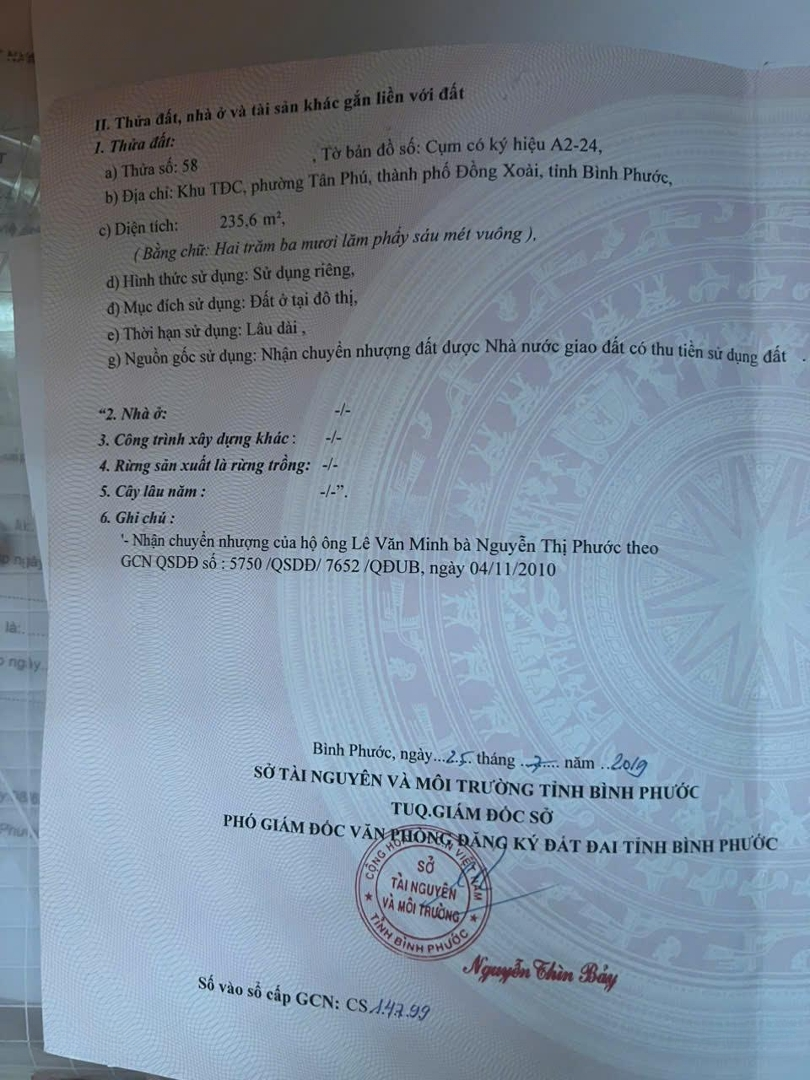 II. Thửa đất, nhà ở và tài sản khác gắn liền với đất
1. Thửa đất:
a) Thửa số: 58 , Tờ bản đồ số: Cụm có ký hiệu A2-24,
b) Địa chỉ: Khu TĐC, phường Tân Phú, thành phố Đồng Xoài, tỉnh Bình Phước,
c) Diện tích: 235,6 m²,
( Bằng chữ: Hai trăm ba mươi lăm phẩy sáu mét vuông ),
d) Hình thức sử dụng: Sử dụng riêng,
đ) Mục đích sử dụng: Đất ở tại đô thị,
e) Thời hạn sử dụng: Lâu dài ,
g) Nguồn gốc sử dụng: Nhận chuyển nhượng đất được Nhà nước giao đất có thu tiền sử dụng đất .
“2. Nhà ở: -/-
3. Công trình xây dựng khác : -/-
4. Rừng sản xuất là rừng trồng: -/-
5. Cây lâu năm : -/-”.
6. Ghi chú :
'- Nhận chuyển nhượng của hộ ông Lê Văn Minh bà Nguyễn Thị Phước theo
GCN QSDĐ số : 5750 /QSDĐ/ 7652 /QĐUB, ngày 04/11/2010
Bình Phước, ngày...25. tháng ..7.... năm ..2019
SỞ TÀI NGUYÊN VÀ MÔI TRƯỜNG TỈNH BÌNH PHƯỚC
TUQ.GIÁM ĐỐC SỞ
PHÓ GIÁM ĐỐC VĂN PHÒNG ĐĂNG KÝ ĐẤT ĐAI TỈNH BÌNH PHƯỚC
SỞ
TÀI NGUYÊN
VÀ MÔI TRƯỜNG
TỈNH BÌNH PHƯỚC
Nguyễn Thìn Bảy
Số vào sổ cấp GCN: CS.14799
là:
ngày